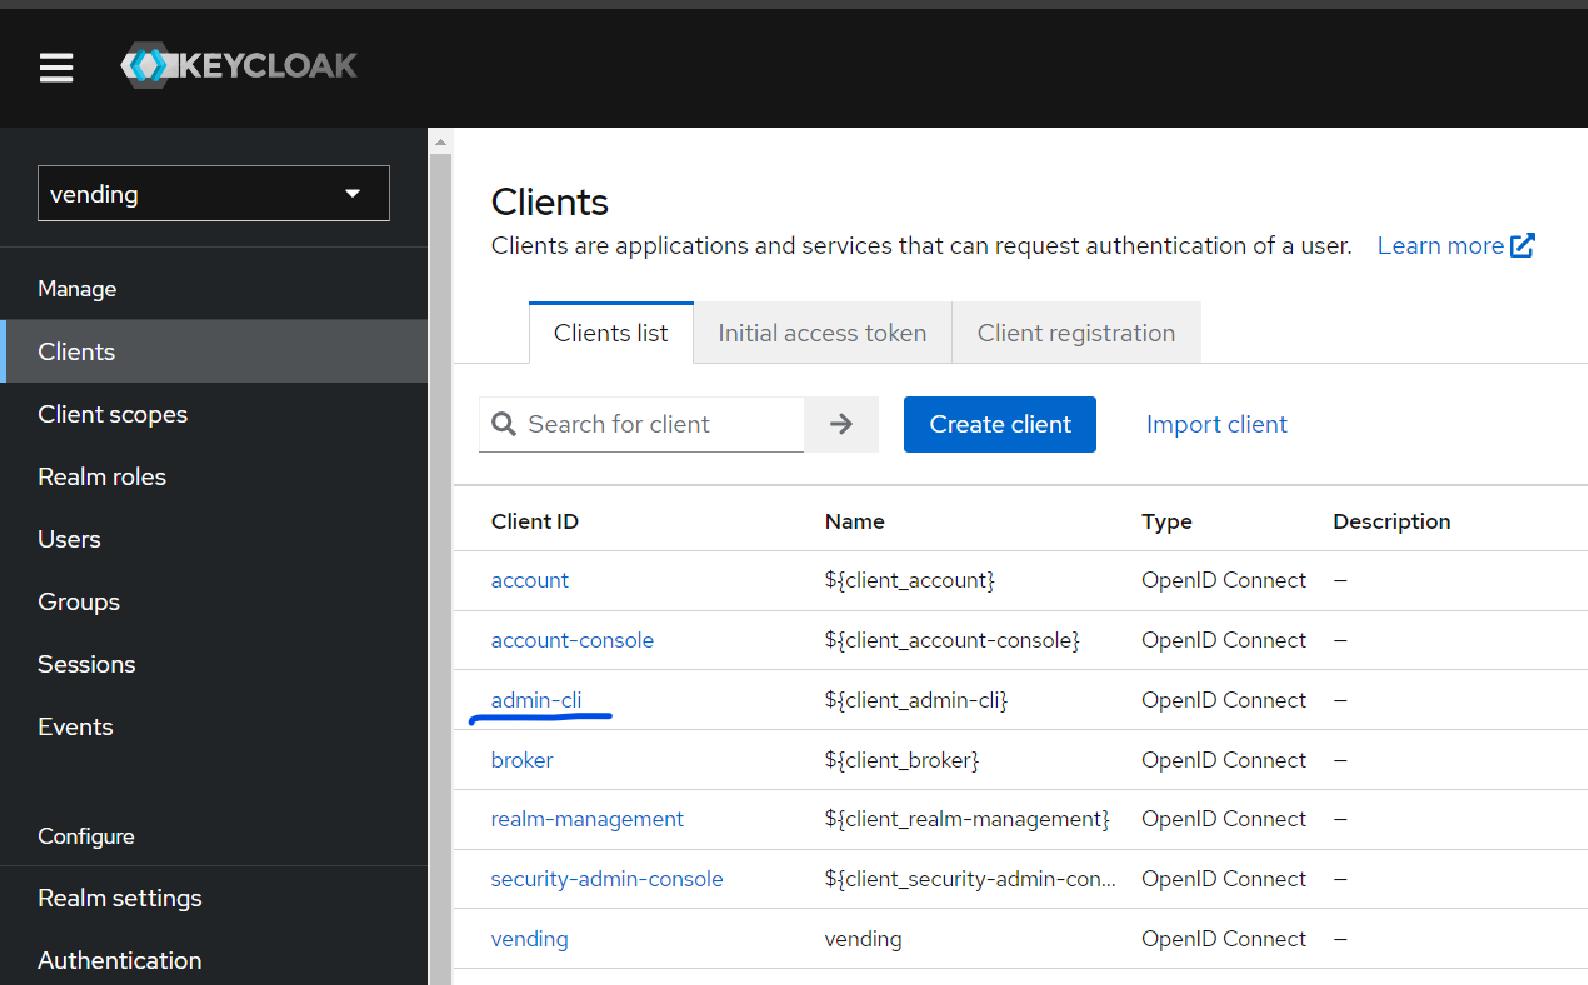 KEYCLOAK
vending
Manage
Clients
Client scopes
Realm roles
Users
Groups
Sessions
Events
Configure
Realm settings
Authentication
Clients
Clients are applications and services that can request authentication of a user. Learn more
Clients list Initial access token Client registration
Search for client Create client Import client
Client ID Name Type Description
account ${client_account} OpenID Connect –
account-console ${client_account-console} OpenID Connect –
admin-cli ${client_admin-cli} OpenID Connect –
broker ${client_broker} OpenID Connect –
realm-management ${client_realm-management} OpenID Connect –
security-admin-console ${client_security-admin-con... OpenID Connect –
vending vending OpenID Connect –